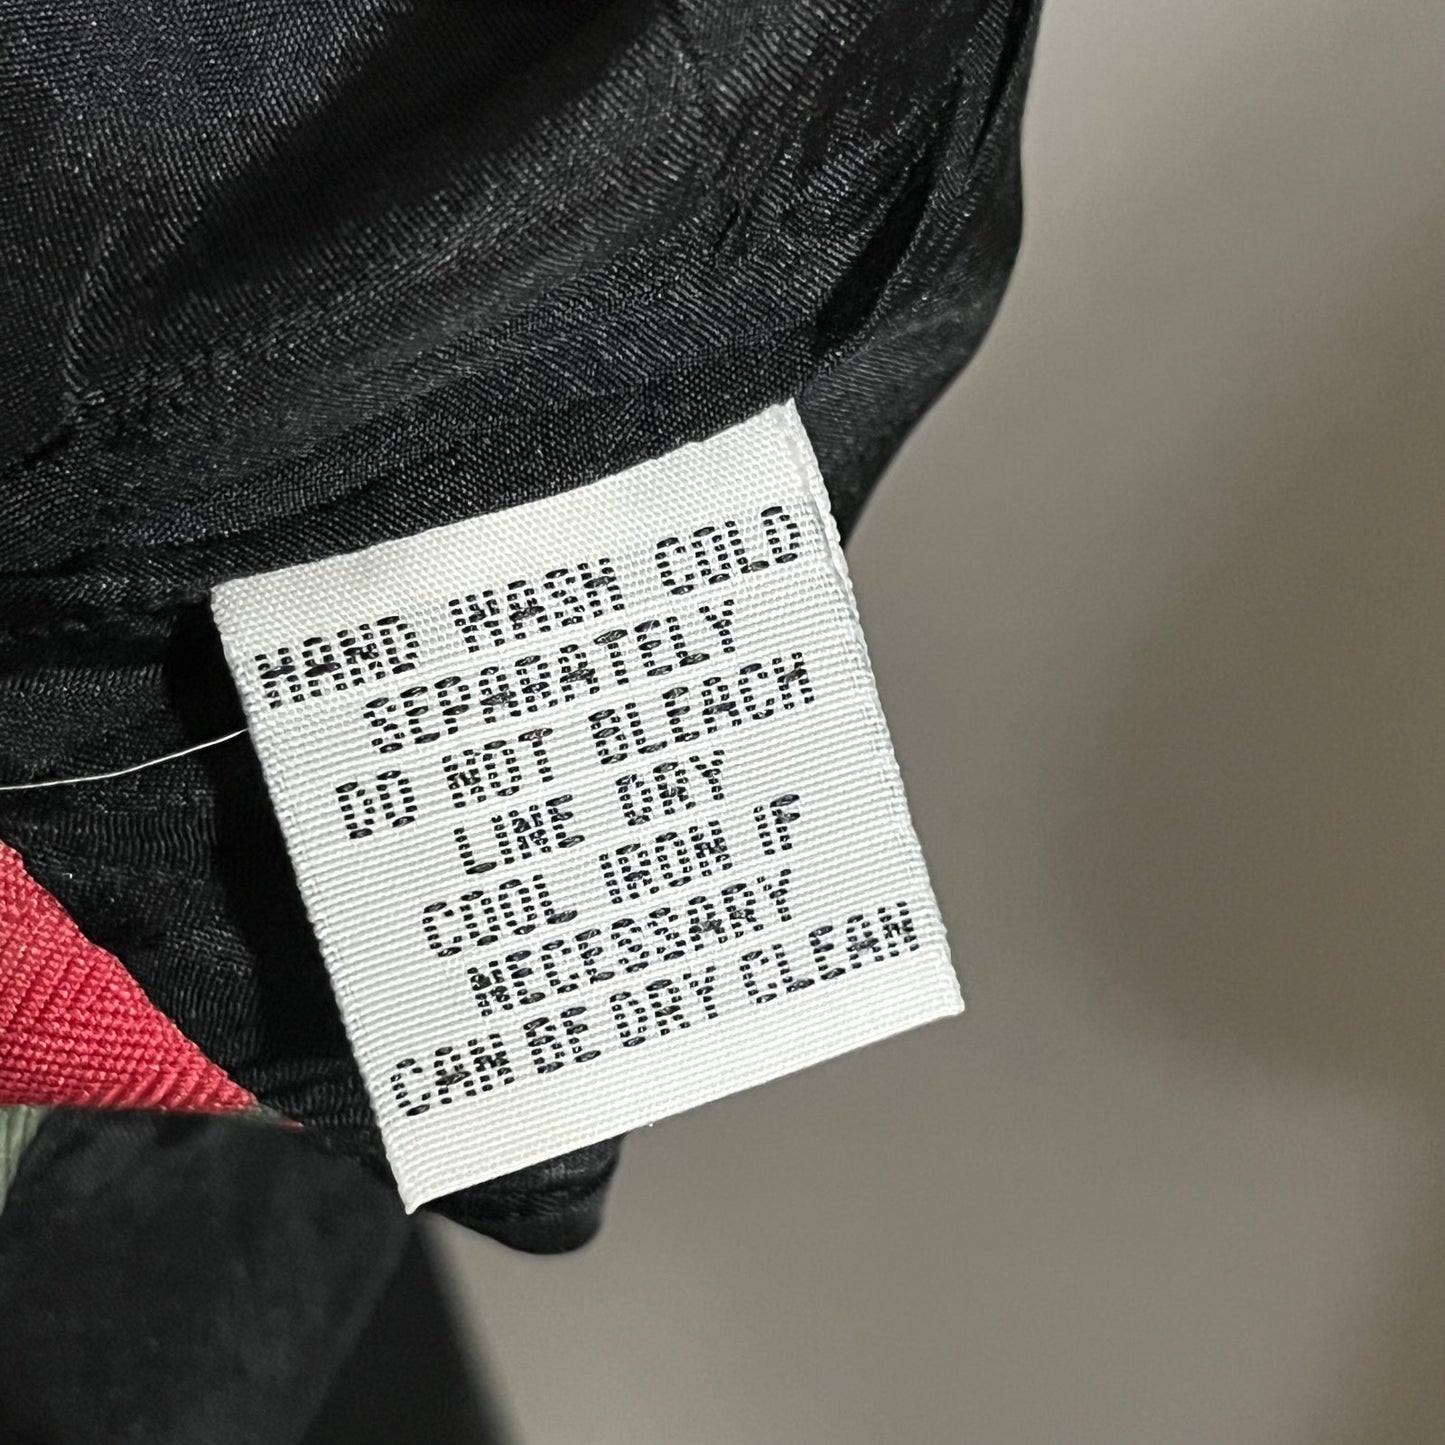 HAND WASH COLD
SEPARATELY
DO NOT BLEACH
LINE DRY
COOL IRON IF
NECESSARY
CAN BE DRY CLEAN